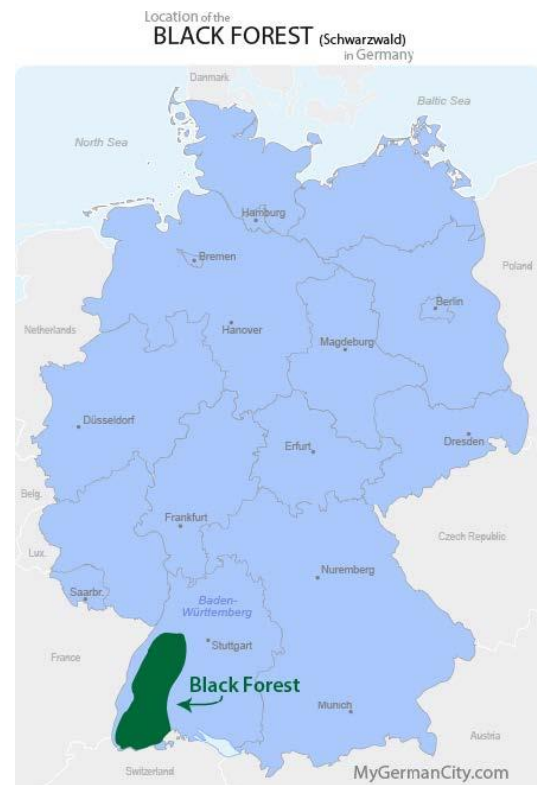 Location of the
BLACK FOREST (Schwarzwald)
in Germany
Danmark
Baltic Sea
North Sea
Hamburg
Bremen
Poland
Berlin
Hanover
Netherlands
Magdeburg
Düsseldorf
Erfurt
Dresden
Belg.
Frankfurt
Czech Republic
Lux.
Nuremberg
Saarbr.
Baden-
Württemberg
Stuttgart
France
Black Forest
Munich
Austria
Switzerland
MyGermanCity.com